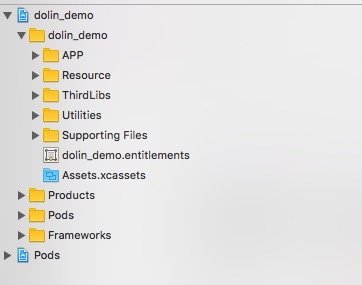 dolin_demo
dolin_demo
APP
Resource
ThirdLibs
Utilities
Supporting Files
dolin_demo.entitlements
Assets.xcassets
Products
Pods
Frameworks
Pods